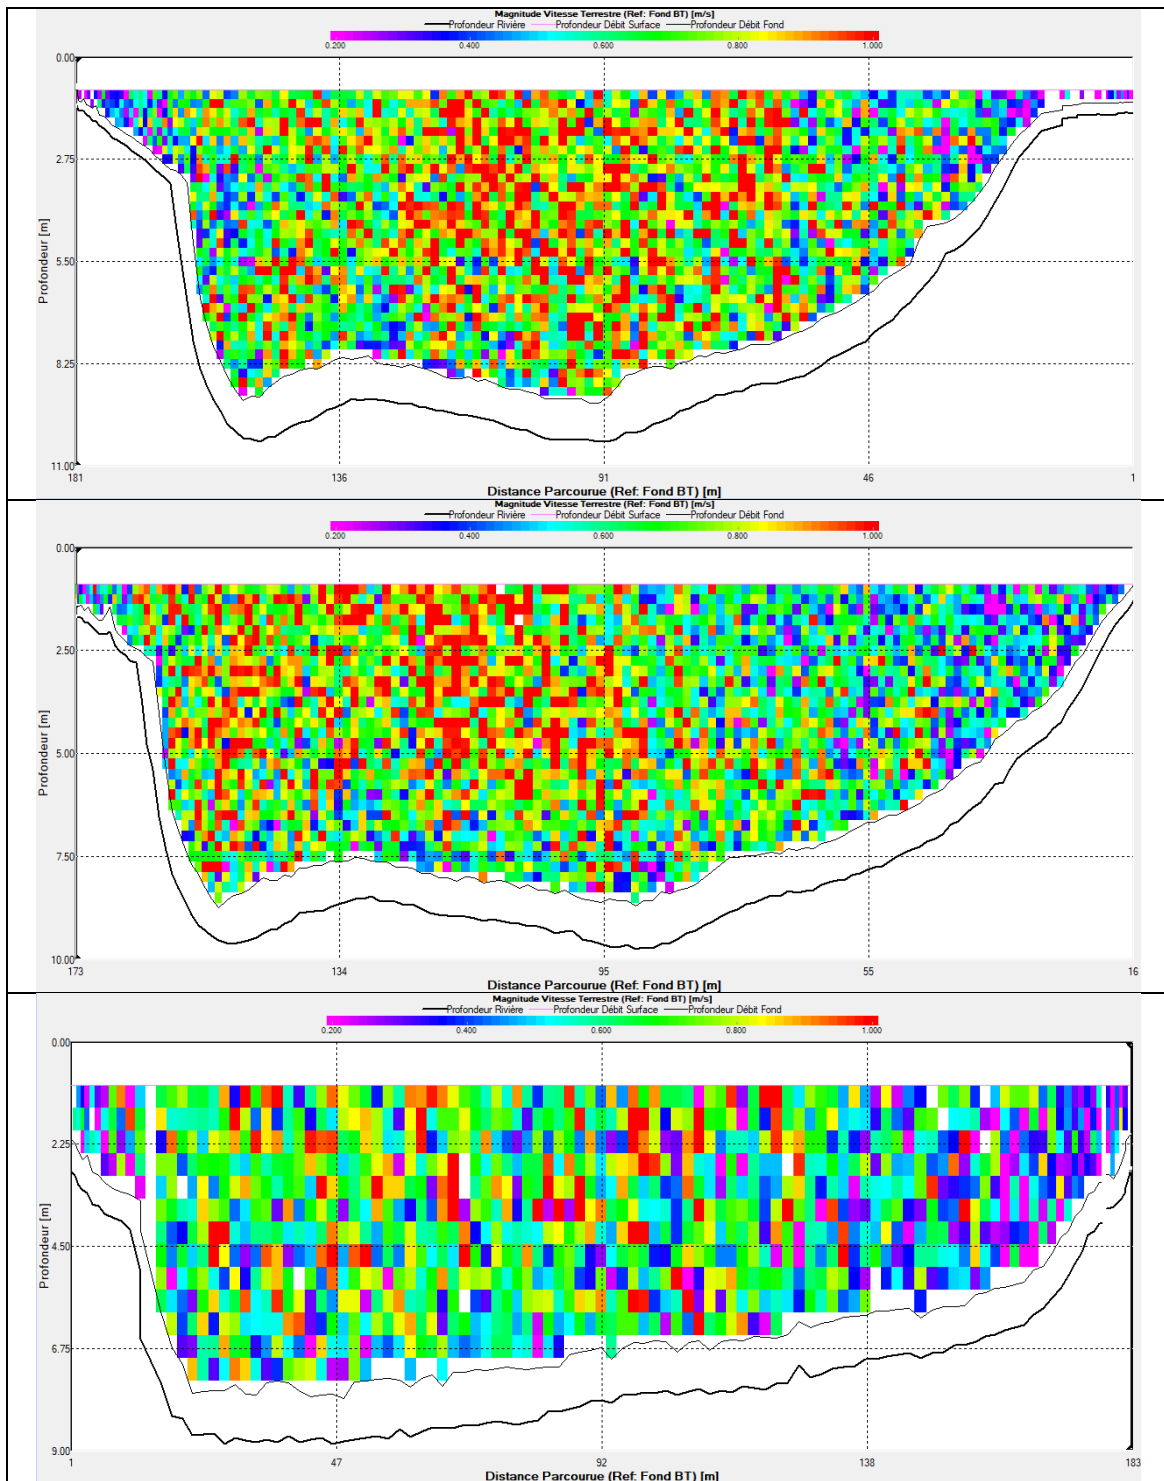 Magnitude Vitesse Terrestre (Ref: Fond BT) [m/s]
Profondeur Rivière Profondeur Débit Surface Profondeur Débit Fond
0.200 0.400 0.600 0.800 1.000
0.00
2.75
5.50
8.25
11.00
Profondeur [m]
181 136 91 46 1
Distance Parcourue (Ref: Fond BT) [m]
Magnitude Vitesse Terrestre (Ref: Fond BT) [m/s]
Profondeur Rivière Profondeur Débit Surface Profondeur Débit Fond
0.200 0.400 0.600 0.800 1.000
0.00
2.50
5.00
7.50
10.00
Profondeur [m]
173 134 95 55 16
Distance Parcourue (Ref: Fond BT) [m]
Magnitude Vitesse Terrestre (Ref: Fond BT) [m/s]
Profondeur Rivière Profondeur Débit Surface Profondeur Débit Fond
0.200 0.400 0.600 0.800 1.000
0.00
2.25
4.50
6.75
9.00
Profondeur [m]
1 47 92 138 183
Distance Parcourue (Ref: Fond BT) [m]